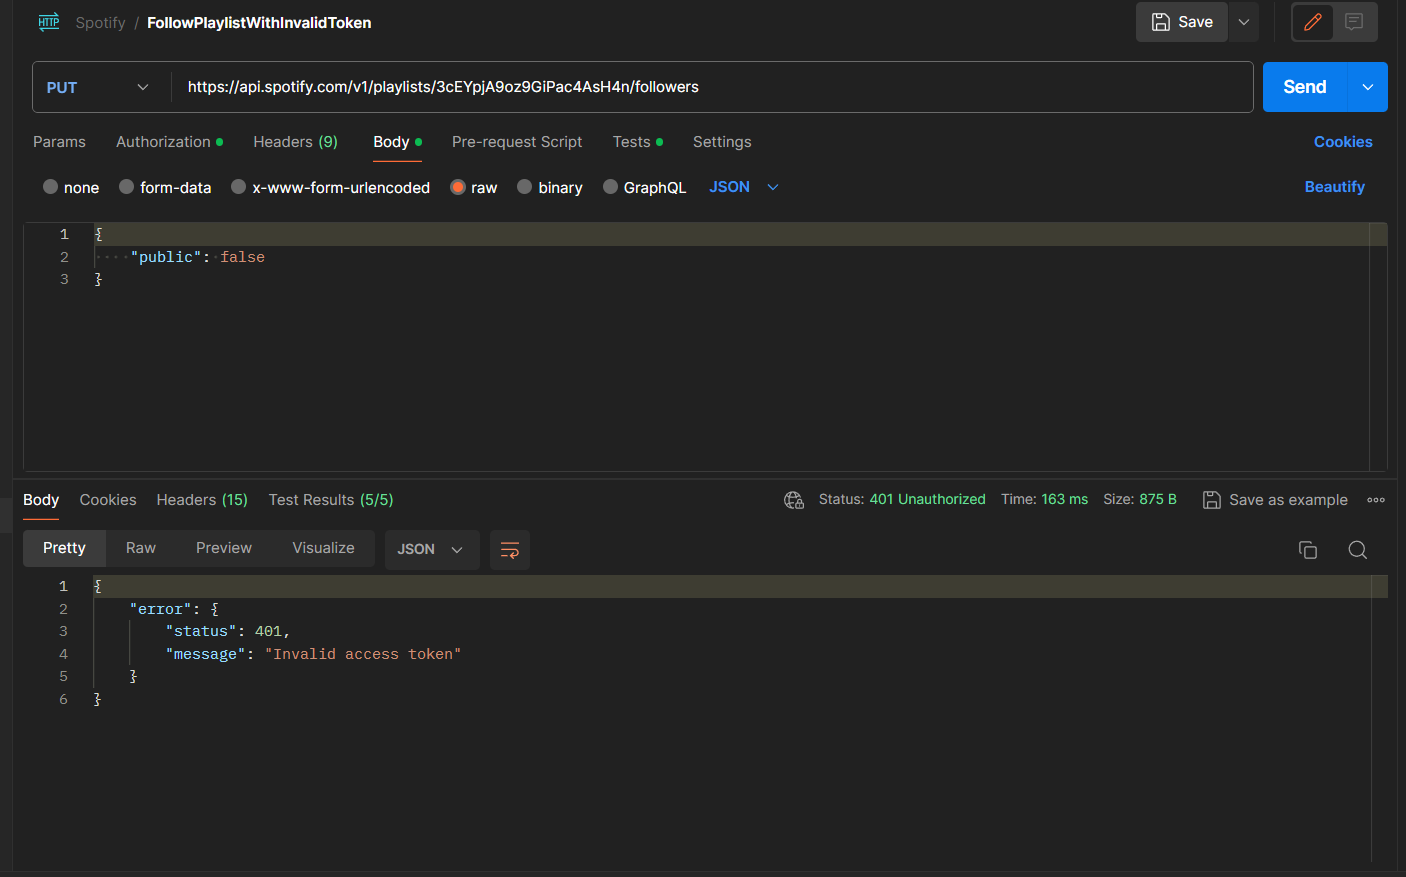 HTTP Spotify / FollowPlaylistWithInvalidToken Save
PUT https://api.spotify.com/v1/playlists/3cEYpjA9oz9GiPac4AsH4n/followers Send
Params Authorization Headers (9) Body Pre-request Script Tests Settings Cookies
none form-data x-www-form-urlencoded raw binary GraphQL JSON Beautify
1 {
2 "public": false
3 }
Body Cookies Headers (15) Test Results (5/5) Status: 401 Unauthorized Time: 163 ms Size: 875 B Save as example
Pretty Raw Preview Visualize JSON
1 {
2 "error": {
3 "status": 401,
4 "message": "Invalid access token"
5 }
6 }